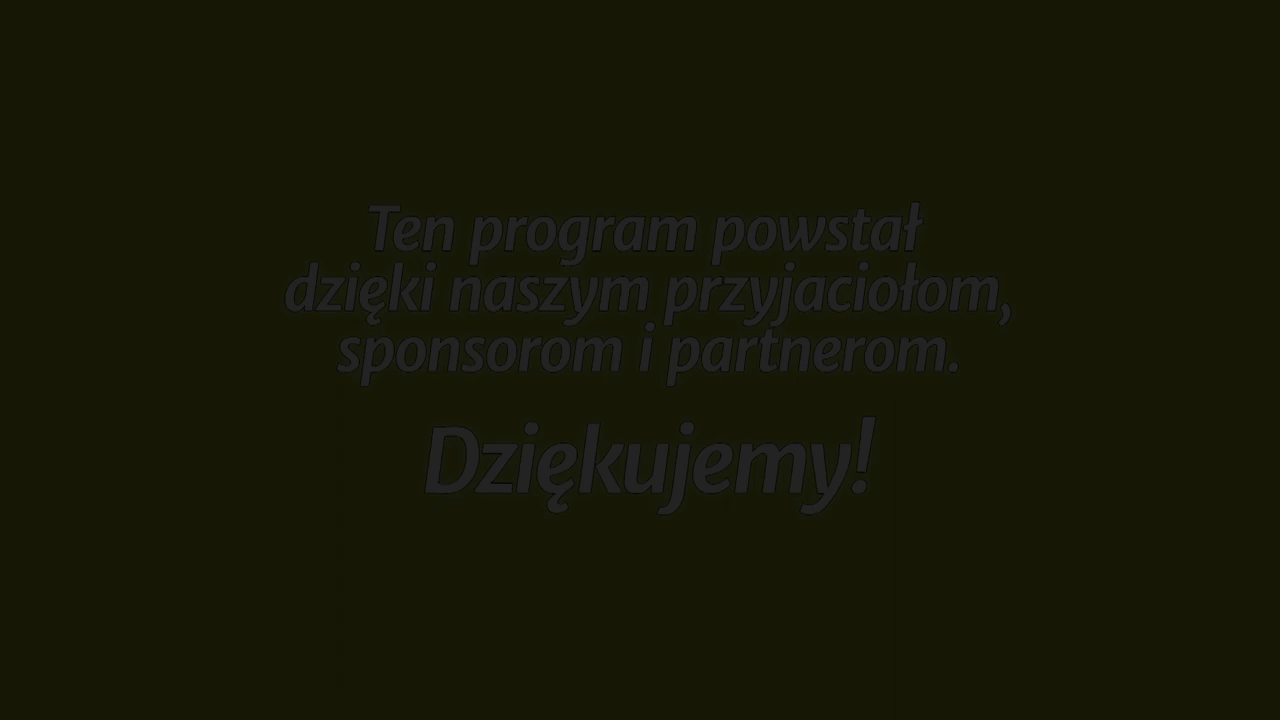 Ten program powstał
dzięki naszym przyjaciołom,
sponsorom i partnerom.
Dziękujemy!